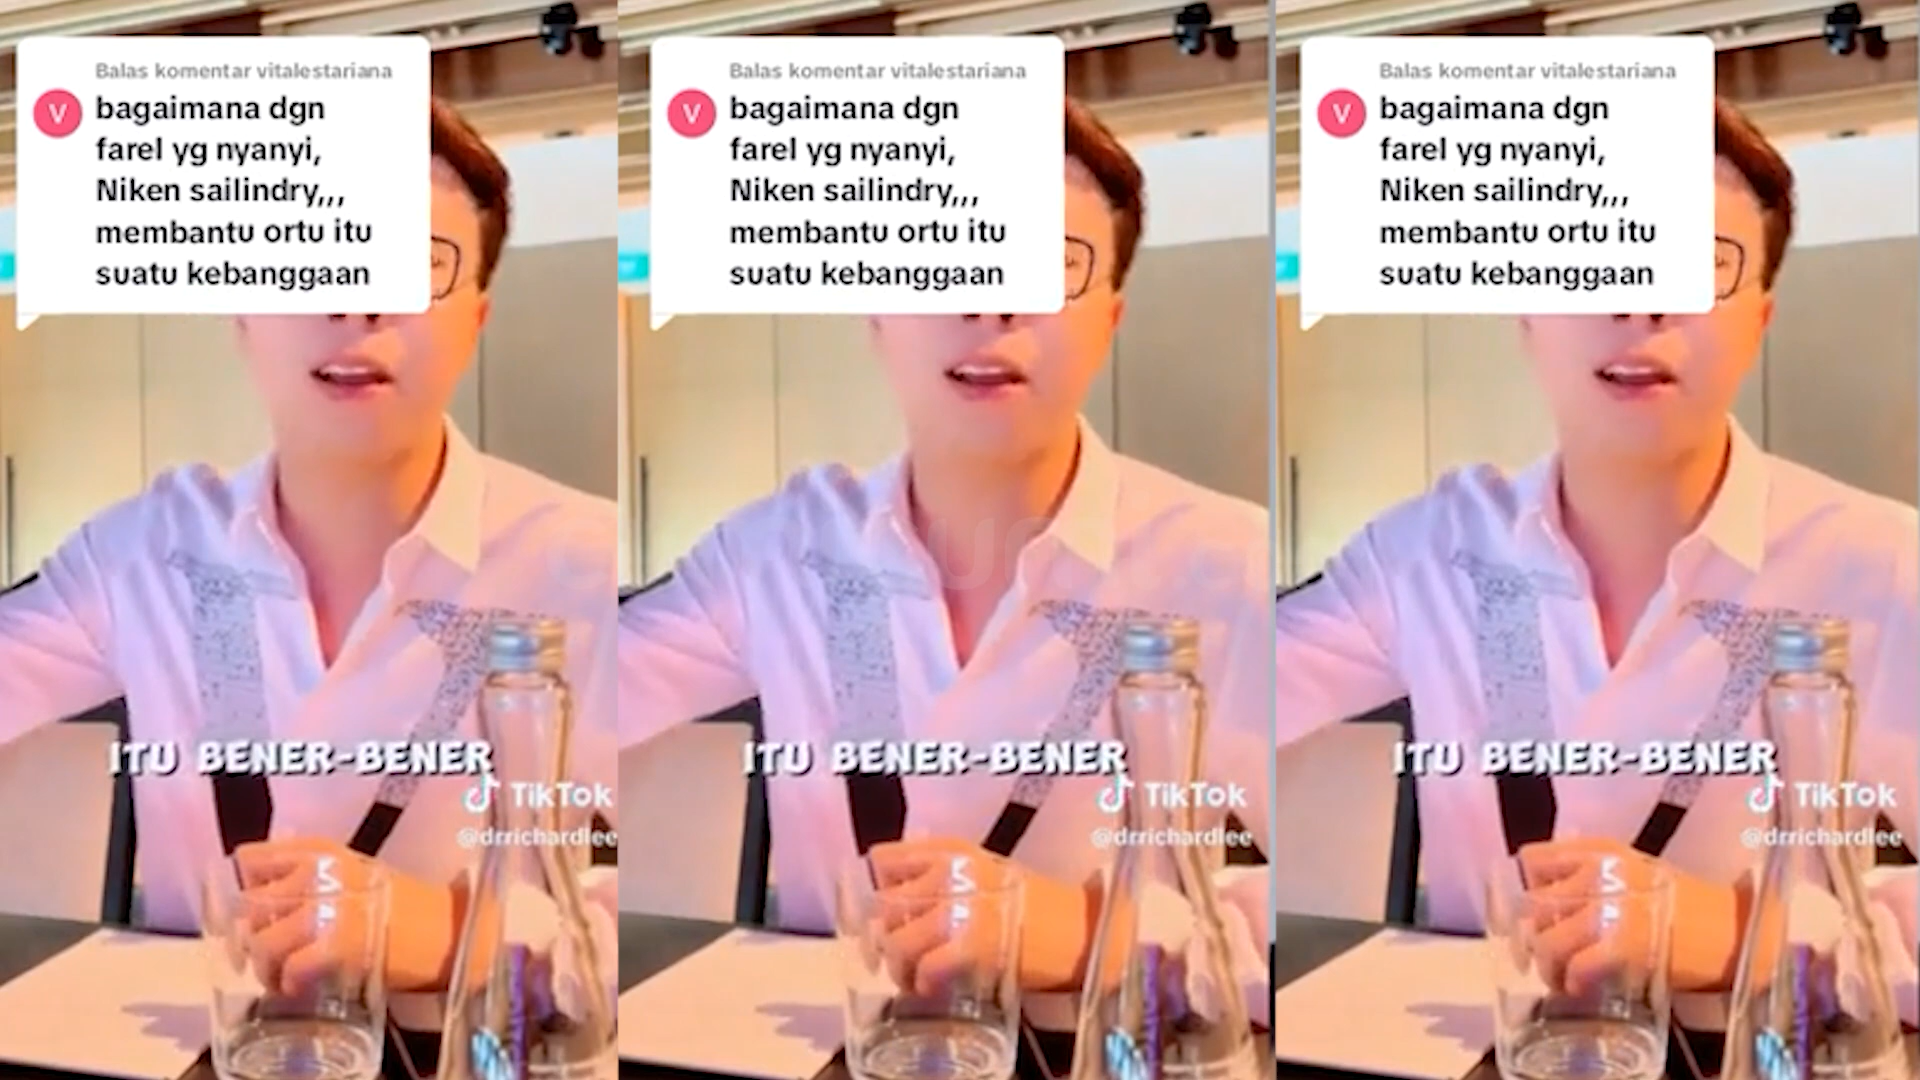 Balas komentar vitalestariana
V
bagaimana dgn
farel yg nyanyi,
Niken sailindry,,,
membantu ortu itu
suatu kebanggaan
ITU BENER-BENER
TikTok
@drrichardlee
Balas komentar vitalestariana
V
bagaimana dgn
farel yg nyanyi,
Niken sailindry,,,
membantu ortu itu
suatu kebanggaan
ITU BENER-BENER
TikTok
@drrichardlee
Balas komentar vitalestariana
V
bagaimana dgn
farel yg nyanyi,
Niken sailindry,,,
membantu ortu itu
suatu kebanggaan
ITU BENER-BENER
TikTok
@drrichardlee